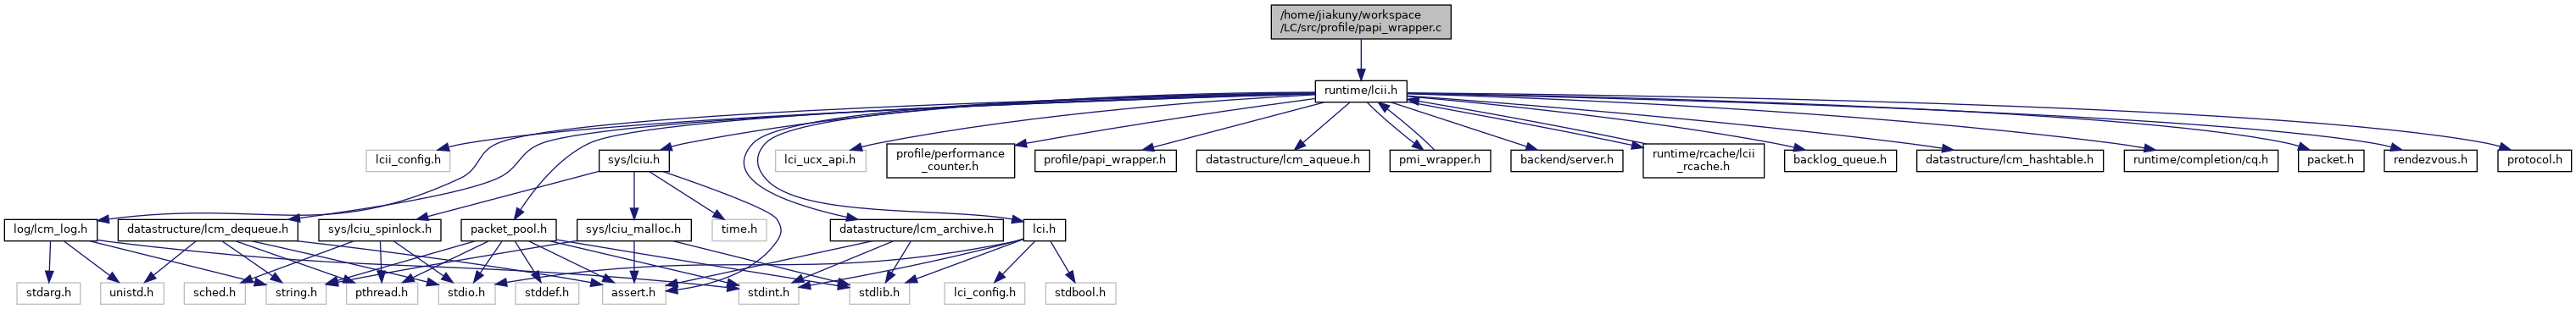 /home/jiakuny/workspace
/LC/src/profile/papi_wrapper.c
runtime/lcii.h
lcii_config.h
sys/lciu.h
lci_ucx_api.h
profile/performance
_counter.h
profile/papi_wrapper.h
datastructure/lcm_aqueue.h
pmi_wrapper.h
backend/server.h
runtime/rcache/lcii
_rcache.h
backlog_queue.h
datastructure/lcm_hashtable.h
runtime/completion/cq.h
packet.h
rendezvous.h
protocol.h
log/lcm_log.h
datastructure/lcm_dequeue.h
sys/lciu_spinlock.h
packet_pool.h
sys/lciu_malloc.h
time.h
datastructure/lcm_archive.h
lci.h
stdarg.h
unistd.h
sched.h
string.h
pthread.h
stdio.h
stddef.h
assert.h
stdint.h
stdlib.h
lci_config.h
stdbool.h